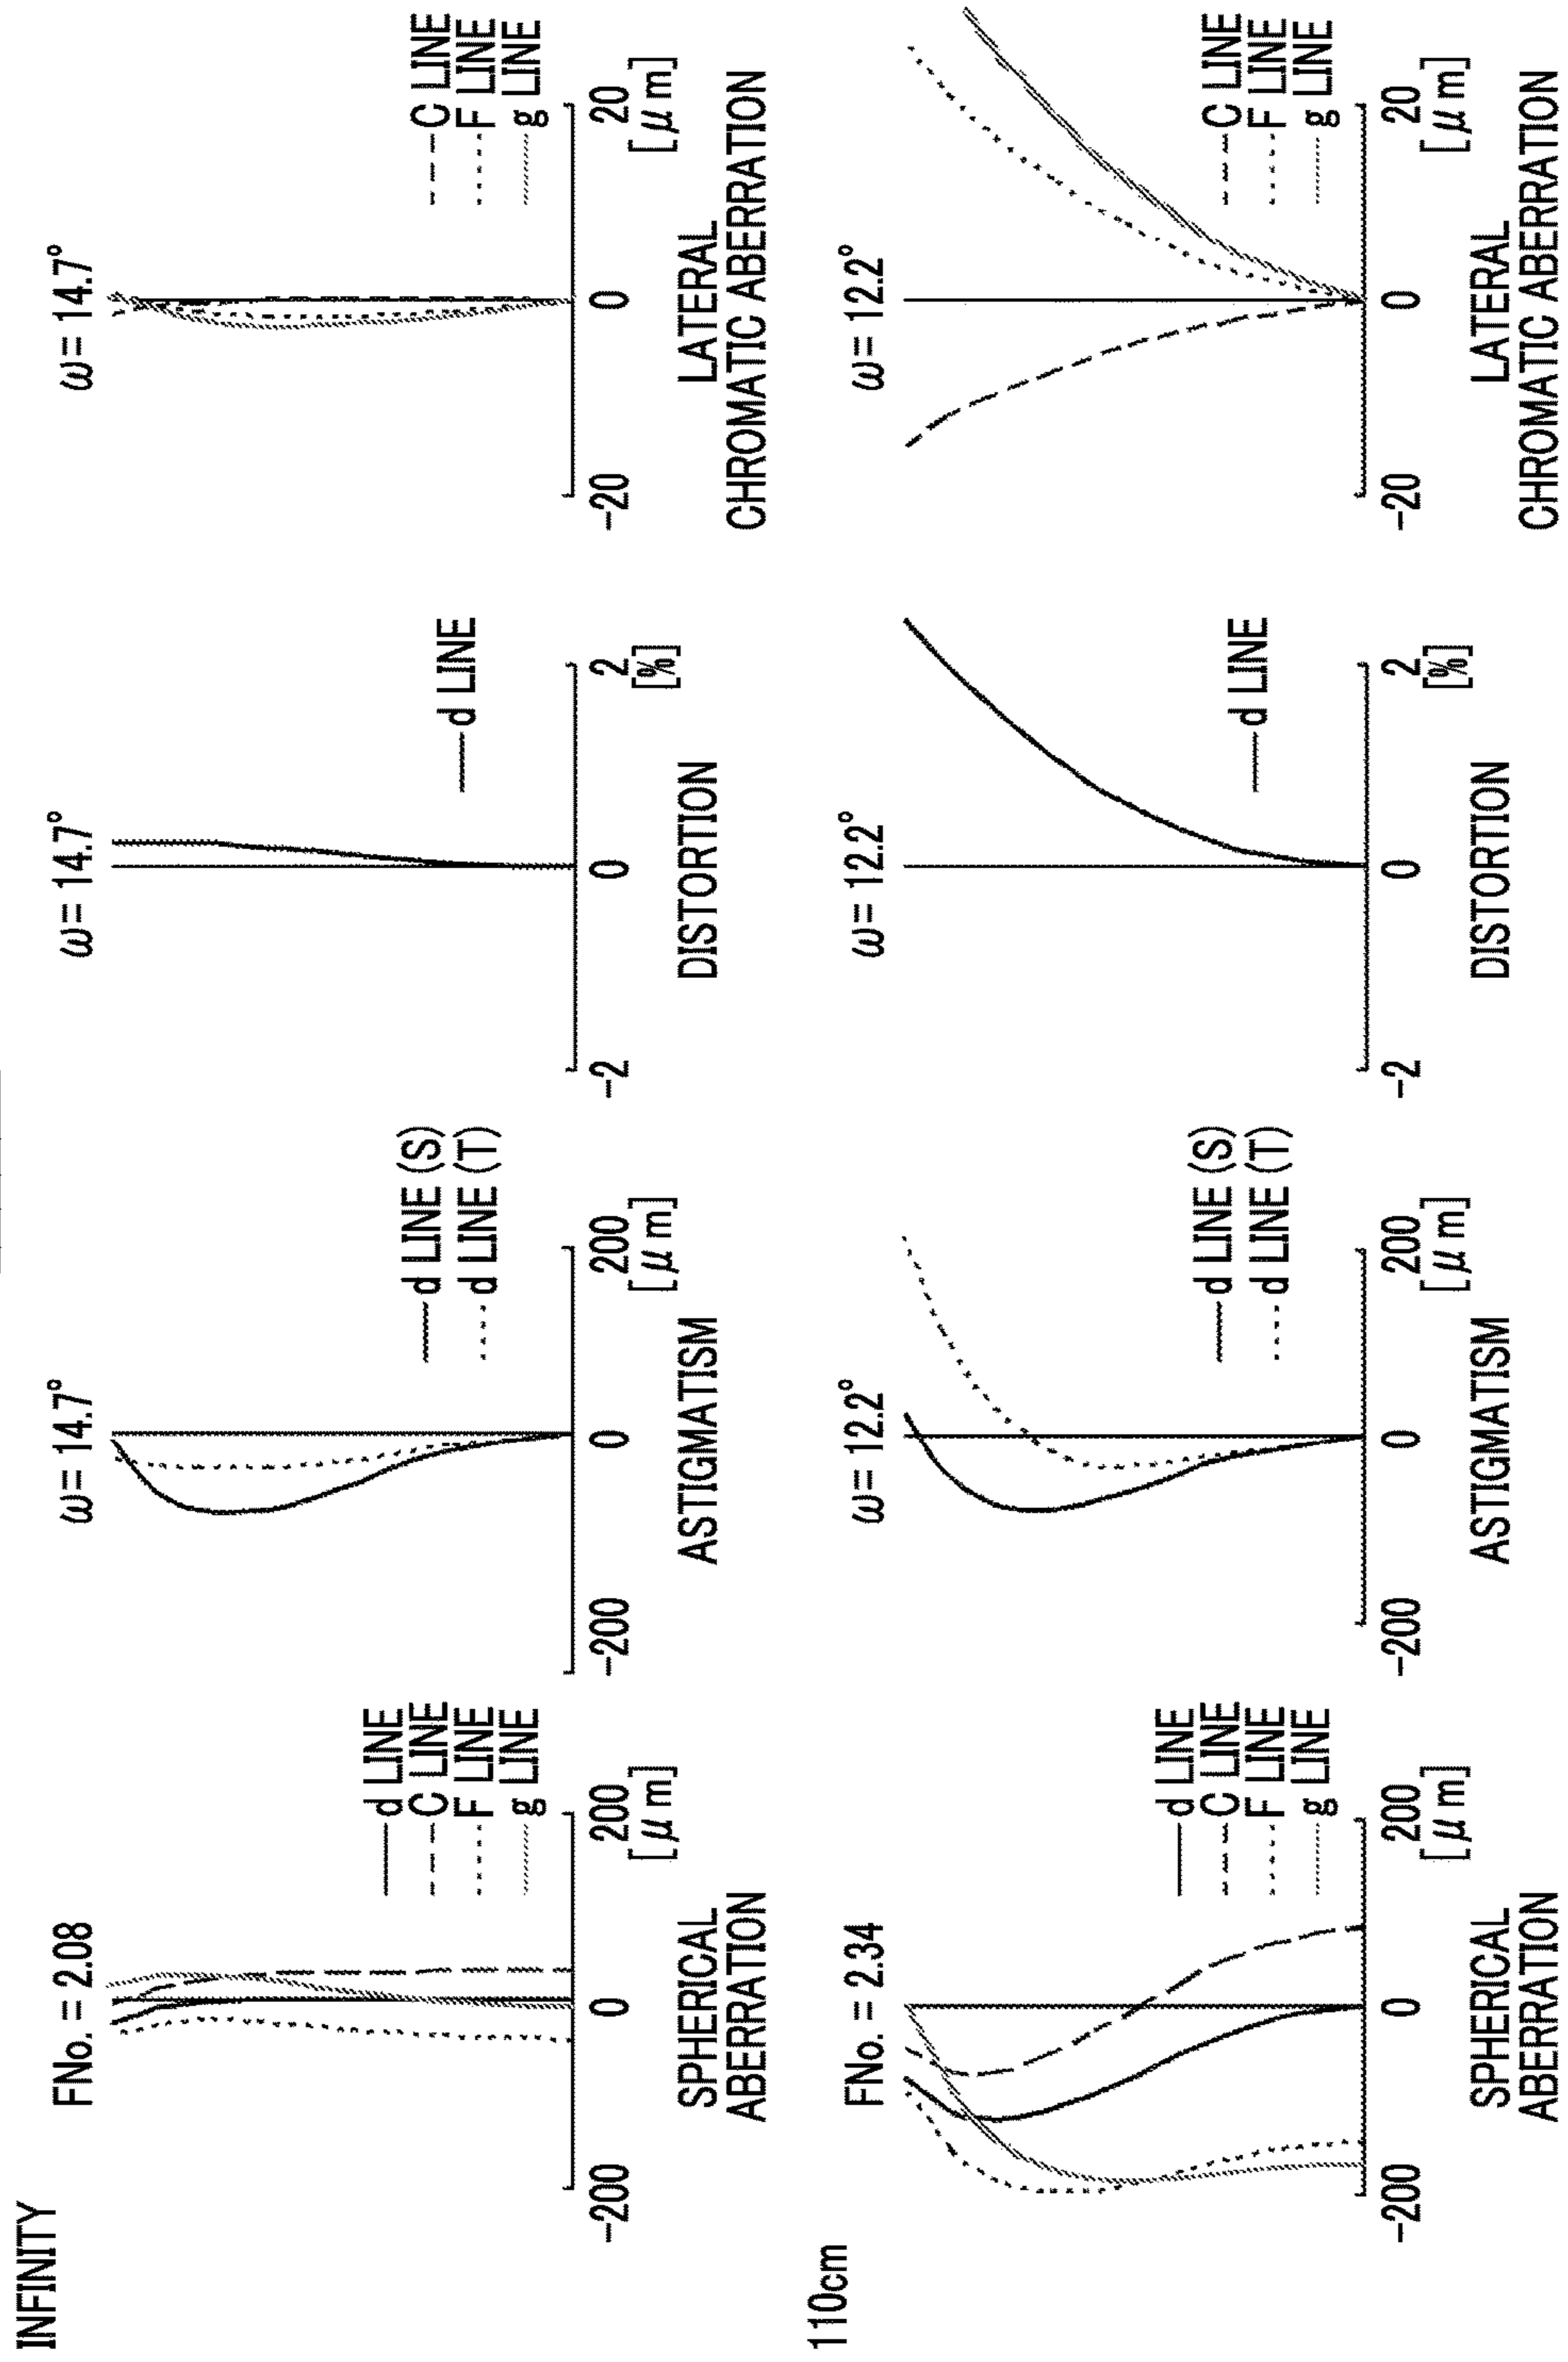 INFINITY
FNo. = 2.08
d LINE
C LINE
F LINE
g LINE
-200
0
200
[μm]
SPHERICAL
ABERRATION
ω= 14.7°
d LINE (S)
d LINE (T)
-200
0
200
[μm]
ASTIGMATISM
ω= 14.7°
d LINE
-2
0
2
[%]
DISTORTION
ω= 14.7°
C LINE
F LINE
g LINE
-20
0
20
[μm]
LATERAL
CHROMATIC ABERRATION
110cm
FNo. = 2.34
d LINE
C LINE
F LINE
g LINE
-200
0
200
[μm]
SPHERICAL
ABERRATION
ω= 12.2°
d LINE (S)
d LINE (T)
-200
0
200
[μm]
ASTIGMATISM
ω= 12.2°
d LINE
-2
0
2
[%]
DISTORTION
ω= 12.2°
C LINE
F LINE
g LINE
-20
0
20
[μm]
LATERAL
CHROMATIC ABERRATION